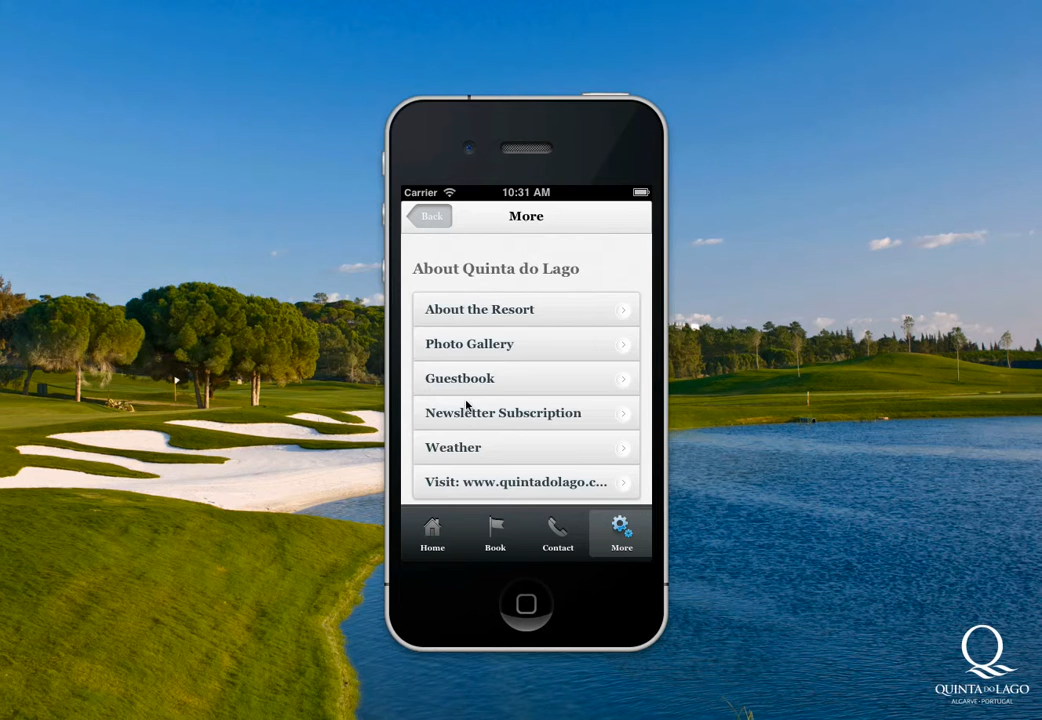 Carrier
10:31 AM
Back
More
About Quinta do Lago
About the Resort
Photo Gallery
Guestbook
Newsletter Subscription
Weather
Visit: www.quintadolago.c...
Home
Book
Contact
More
QUINTA DO LAGO
ALGARVE • PORTUGAL